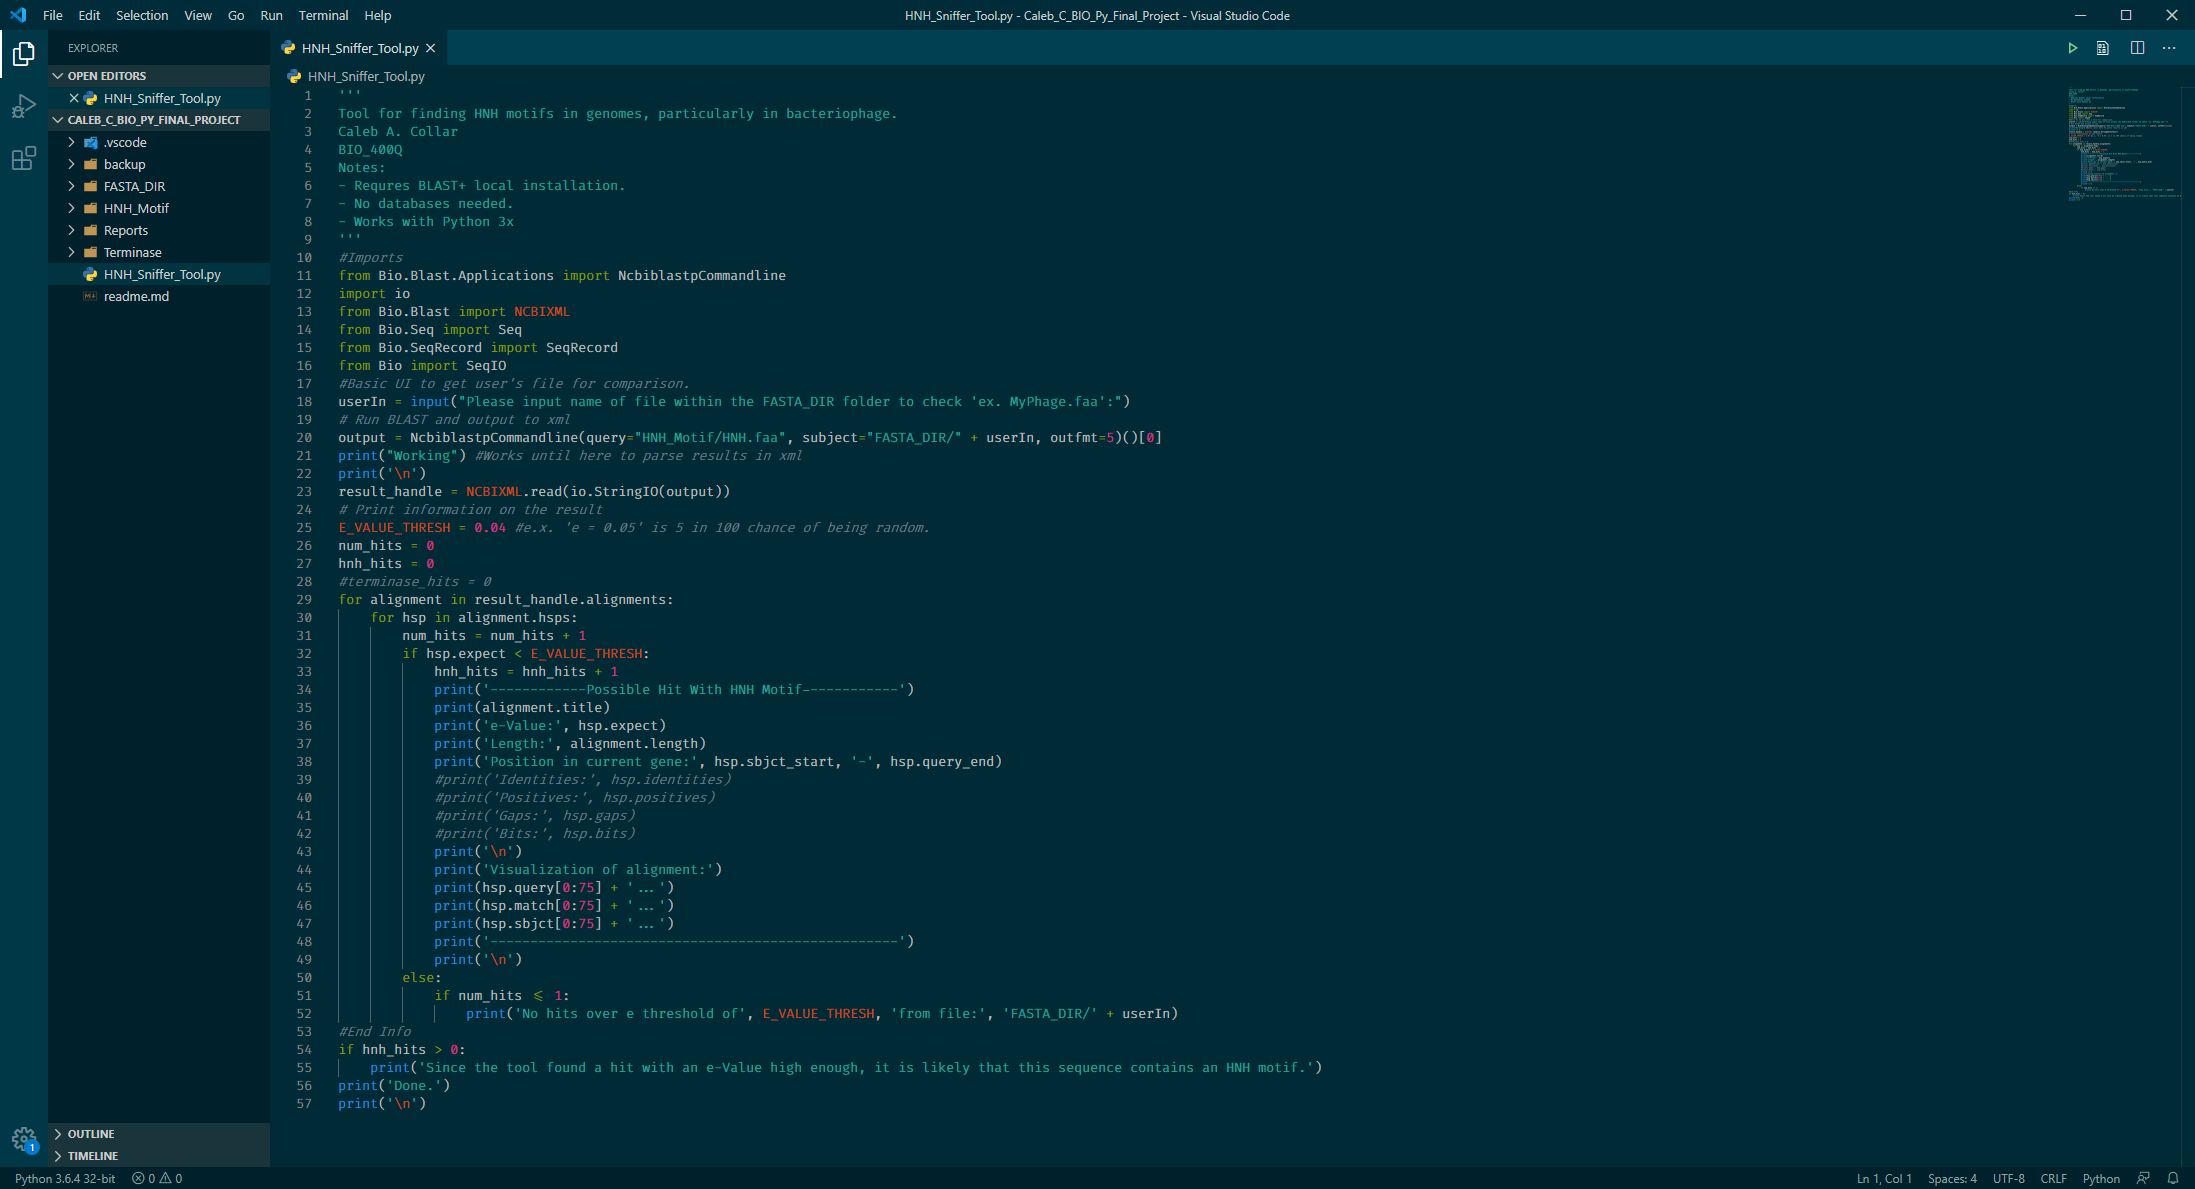 File Edit Selection View Go Run Terminal Help
HNH_Sniffer_Tool.py - Caleb_C_BIO_Py_Final_Project - Visual Studio Code
EXPLORER
OPEN EDITORS
HNH_Sniffer_Tool.py
CALEB_C_BIO_PY_FINAL_PROJECT
.vscode
backup
FASTA_DIR
HNH_Motif
Reports
Terminase
HNH_Sniffer_Tool.py
readme.md
OUTLINE
TIMELINE
HNH_Sniffer_Tool.py
HNH_Sniffer_Tool.py
1 '''
2 Tool for finding HNH motifs in genomes, particularly in bacteriophage.
3 Caleb A. Collar
4 BIO_400Q
5 Notes:
6 - Requres BLAST+ local installation.
7 - No databases needed.
8 - Works with Python 3x
9 '''
10 #Imports
11 from Bio.Blast.Applications import NcbiblastpCommandline
12 import io
13 from Bio.Blast import NCBIXML
14 from Bio.Seq import Seq
15 from Bio.SeqRecord import SeqRecord
16 from Bio import SeqIO
17 #Basic UI to get user's file for comparison.
18 userIn = input("Please input name of file within the FASTA_DIR folder to check 'ex. MyPhage.faa':")
19 # Run BLAST and output to xml
20 output = NcbiblastpCommandline(query="HNH_Motif/HNH.faa", subject="FASTA_DIR/" + userIn, outfmt=5)()[0]
21 print("Working") #Works until here to parse results in xml
22 print('\n')
23 result_handle = NCBIXML.read(io.StringIO(output))
24 # Print information on the result
25 E_VALUE_THRESH = 0.04 #e.x. 'e = 0.05' is 5 in 100 chance of being random.
26 num_hits = 0
27 hnh_hits = 0
28 #terminase_hits = 0
29 for alignment in result_handle.alignments:
30 for hsp in alignment.hsps:
31 num_hits = num_hits + 1
32 if hsp.expect < E_VALUE_THRESH:
33 hnh_hits = hnh_hits + 1
34 print('------------Possible Hit With HNH Motif------------')
35 print(alignment.title)
36 print('e-Value:', hsp.expect)
37 print('Length:', alignment.length)
38 print('Position in current gene:', hsp.sbjct_start, '-', hsp.query_end)
39 #print('Identities:', hsp.identities)
40 #print('Positives:', hsp.positives)
41 #print('Gaps:', hsp.gaps)
42 #print('Bits:', hsp.bits)
43 print('\n')
44 print('Visualization of alignment:')
45 print(hsp.query[0:75] + '...')
46 print(hsp.match[0:75] + '...')
47 print(hsp.sbjct[0:75] + '...')
48 print('---------------------------------------------------')
49 print('\n')
50 else:
51 if num_hits <= 1:
52 print('No hits over e threshold of', E_VALUE_THRESH, 'from file:', 'FASTA_DIR/' + userIn)
53 #End Info
54 if hnh_hits > 0:
55 print('Since the tool found a hit with an e-Value high enough, it is likely that this sequence contains an HNH motif.')
56 print('Done.')
57 print('\n')
1
Python 3.6.4 32-bit 0 0 Ln 1, Col 1 Spaces: 4 UTF-8 CRLF Python